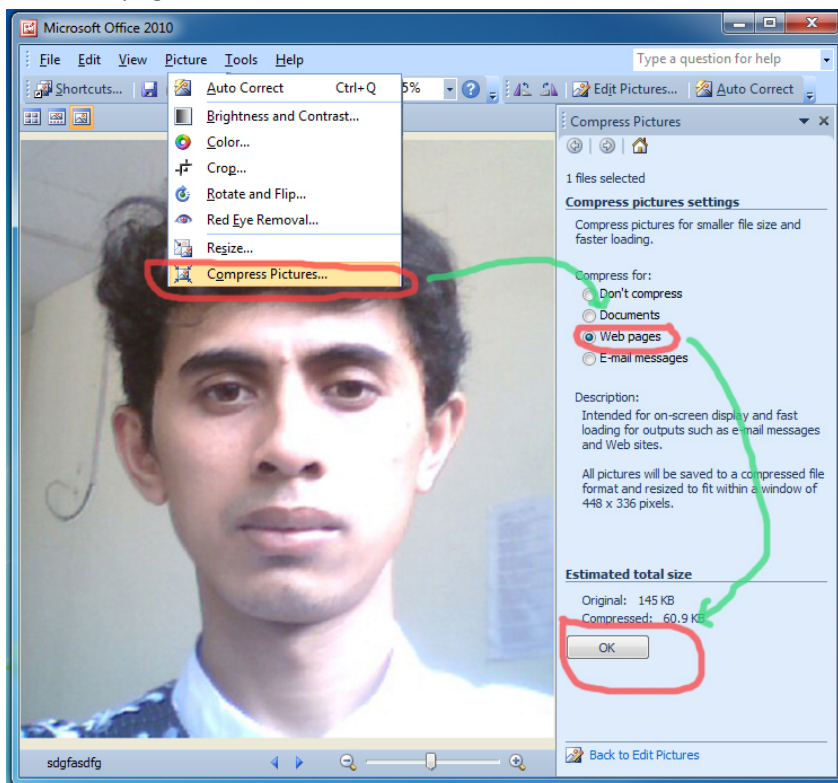 Microsoft Office 2010
File Edit View Picture Tools Help
Type a question for help
Shortcuts...
5%
Edit Pictures...
Auto Correct
Auto Correct Ctrl+Q
Brightness and Contrast...
Color...
Crop...
Rotate and Flip...
Red Eye Removal...
Resize...
Compress Pictures...
Compress Pictures
1 files selected
Compress pictures settings
Compress pictures for smaller file size and
faster loading.
Compress for:
Don't compress
Documents
Web pages
E-mail messages
Description:
Intended for on-screen display and fast
loading for outputs such as e-mail messages
and Web sites.
All pictures will be saved to a compressed file
format and resized to fit within a window of
448 x 336 pixels.
Estimated total size
Original: 145 KB
Compressed: 60.9 KB
OK
Back to Edit Pictures
sdgfasdfg